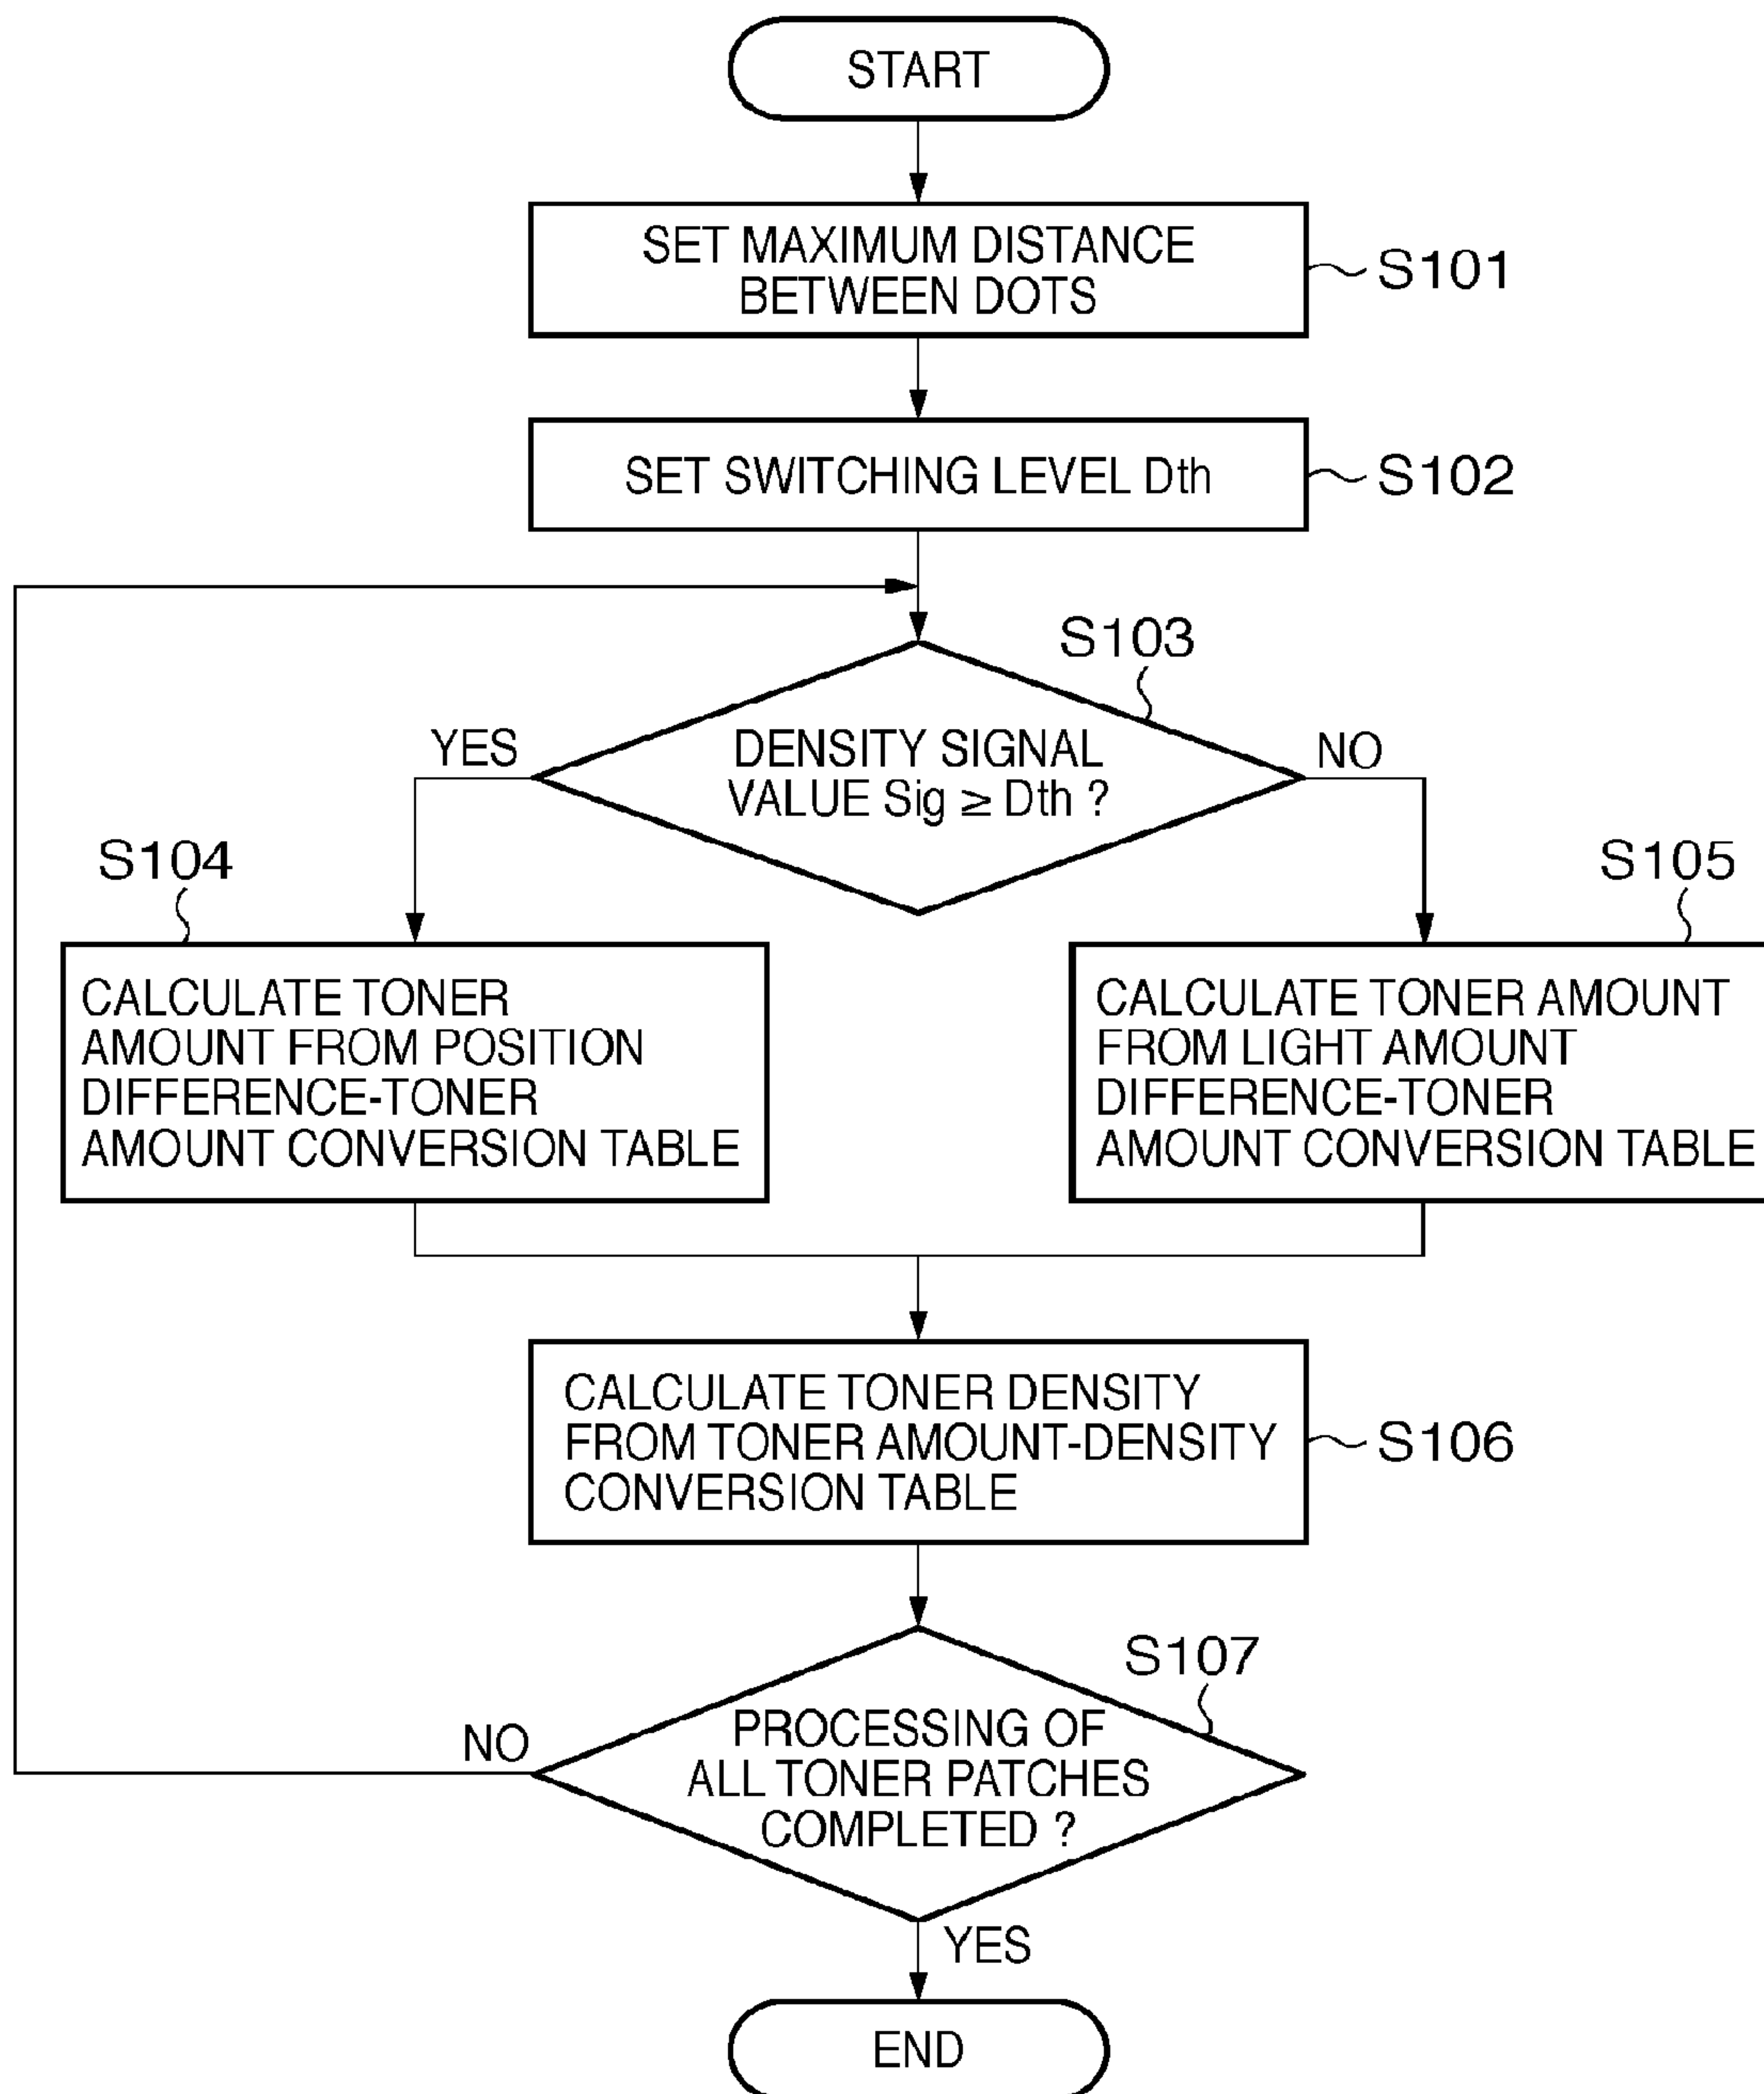 START
SET MAXIMUM DISTANCE
BETWEEN DOTS
S101
SET SWITCHING LEVEL Dth
S102
S103
DENSITY SIGNAL
VALUE Sig ≥ Dth ?
YES
NO
S104
CALCULATE TONER
AMOUNT FROM POSITION
DIFFERENCE-TONER
AMOUNT CONVERSION TABLE
S105
CALCULATE TONER AMOUNT
FROM LIGHT AMOUNT
DIFFERENCE-TONER
AMOUNT CONVERSION TABLE
CALCULATE TONER DENSITY
FROM TONER AMOUNT-DENSITY
CONVERSION TABLE
S106
S107
PROCESSING OF
ALL TONER PATCHES
COMPLETED ?
NO
YES
END